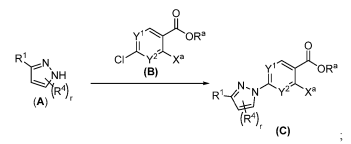 Y¹ ORᵃ O
Cl Y² Xᵃ
(B)
R¹ N NH (R⁴)r
(A)
R¹ N N (R⁴)r Y¹ Y² Xᵃ O ORᵃ
(C)
;